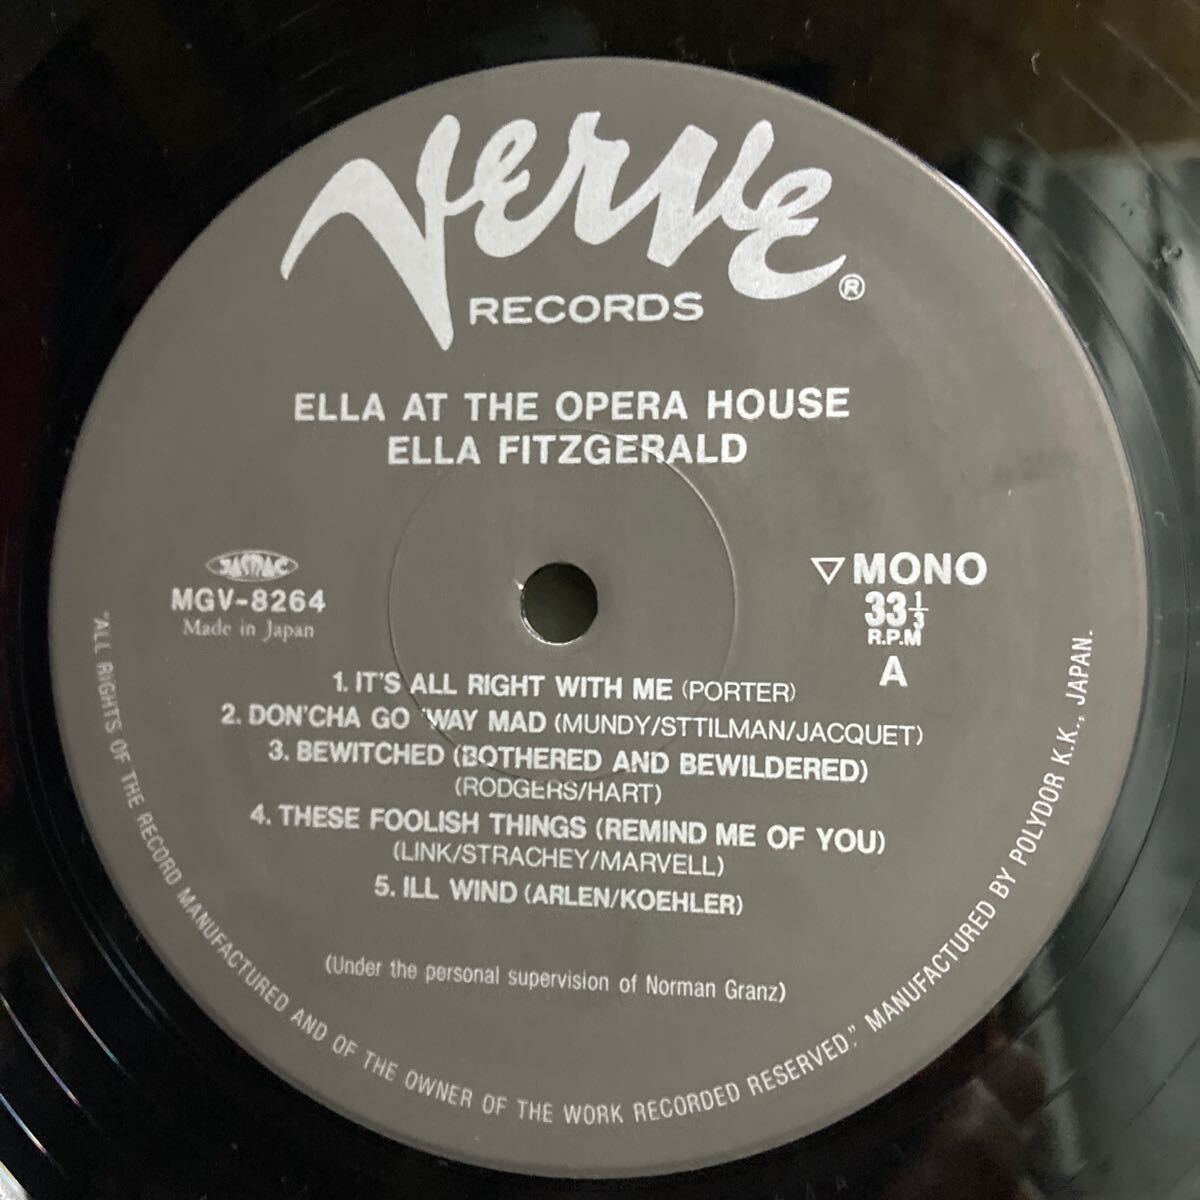 Verve ®
RECORDS
ELLA AT THE OPERA HOUSE
ELLA FITZGERALD
JASRAC
MGV-8264
Made in Japan
▽ MONO
33 1/3
R.P.M
A
1. IT'S ALL RIGHT WITH ME (PORTER)
2. DON'CHA GO 'WAY MAD (MUNDY/STTILMAN/JACQUET)
3. BEWITCHED (BOTHERED AND BEWILDERED)
(RODGERS/HART)
4. THESE FOOLISH THINGS (REMIND ME OF YOU)
(LINK/STRACHEY/MARVELL)
5. ILL WIND (ARLEN/KOEHLER)
(Under the personal supervision of Norman Granz)
"ALL RIGHTS OF THE RECORD MANUFACTURED AND OF THE OWNER OF THE WORK RECORDED RESERVED." MANUFACTURED BY POLYDOR K.K., JAPAN.